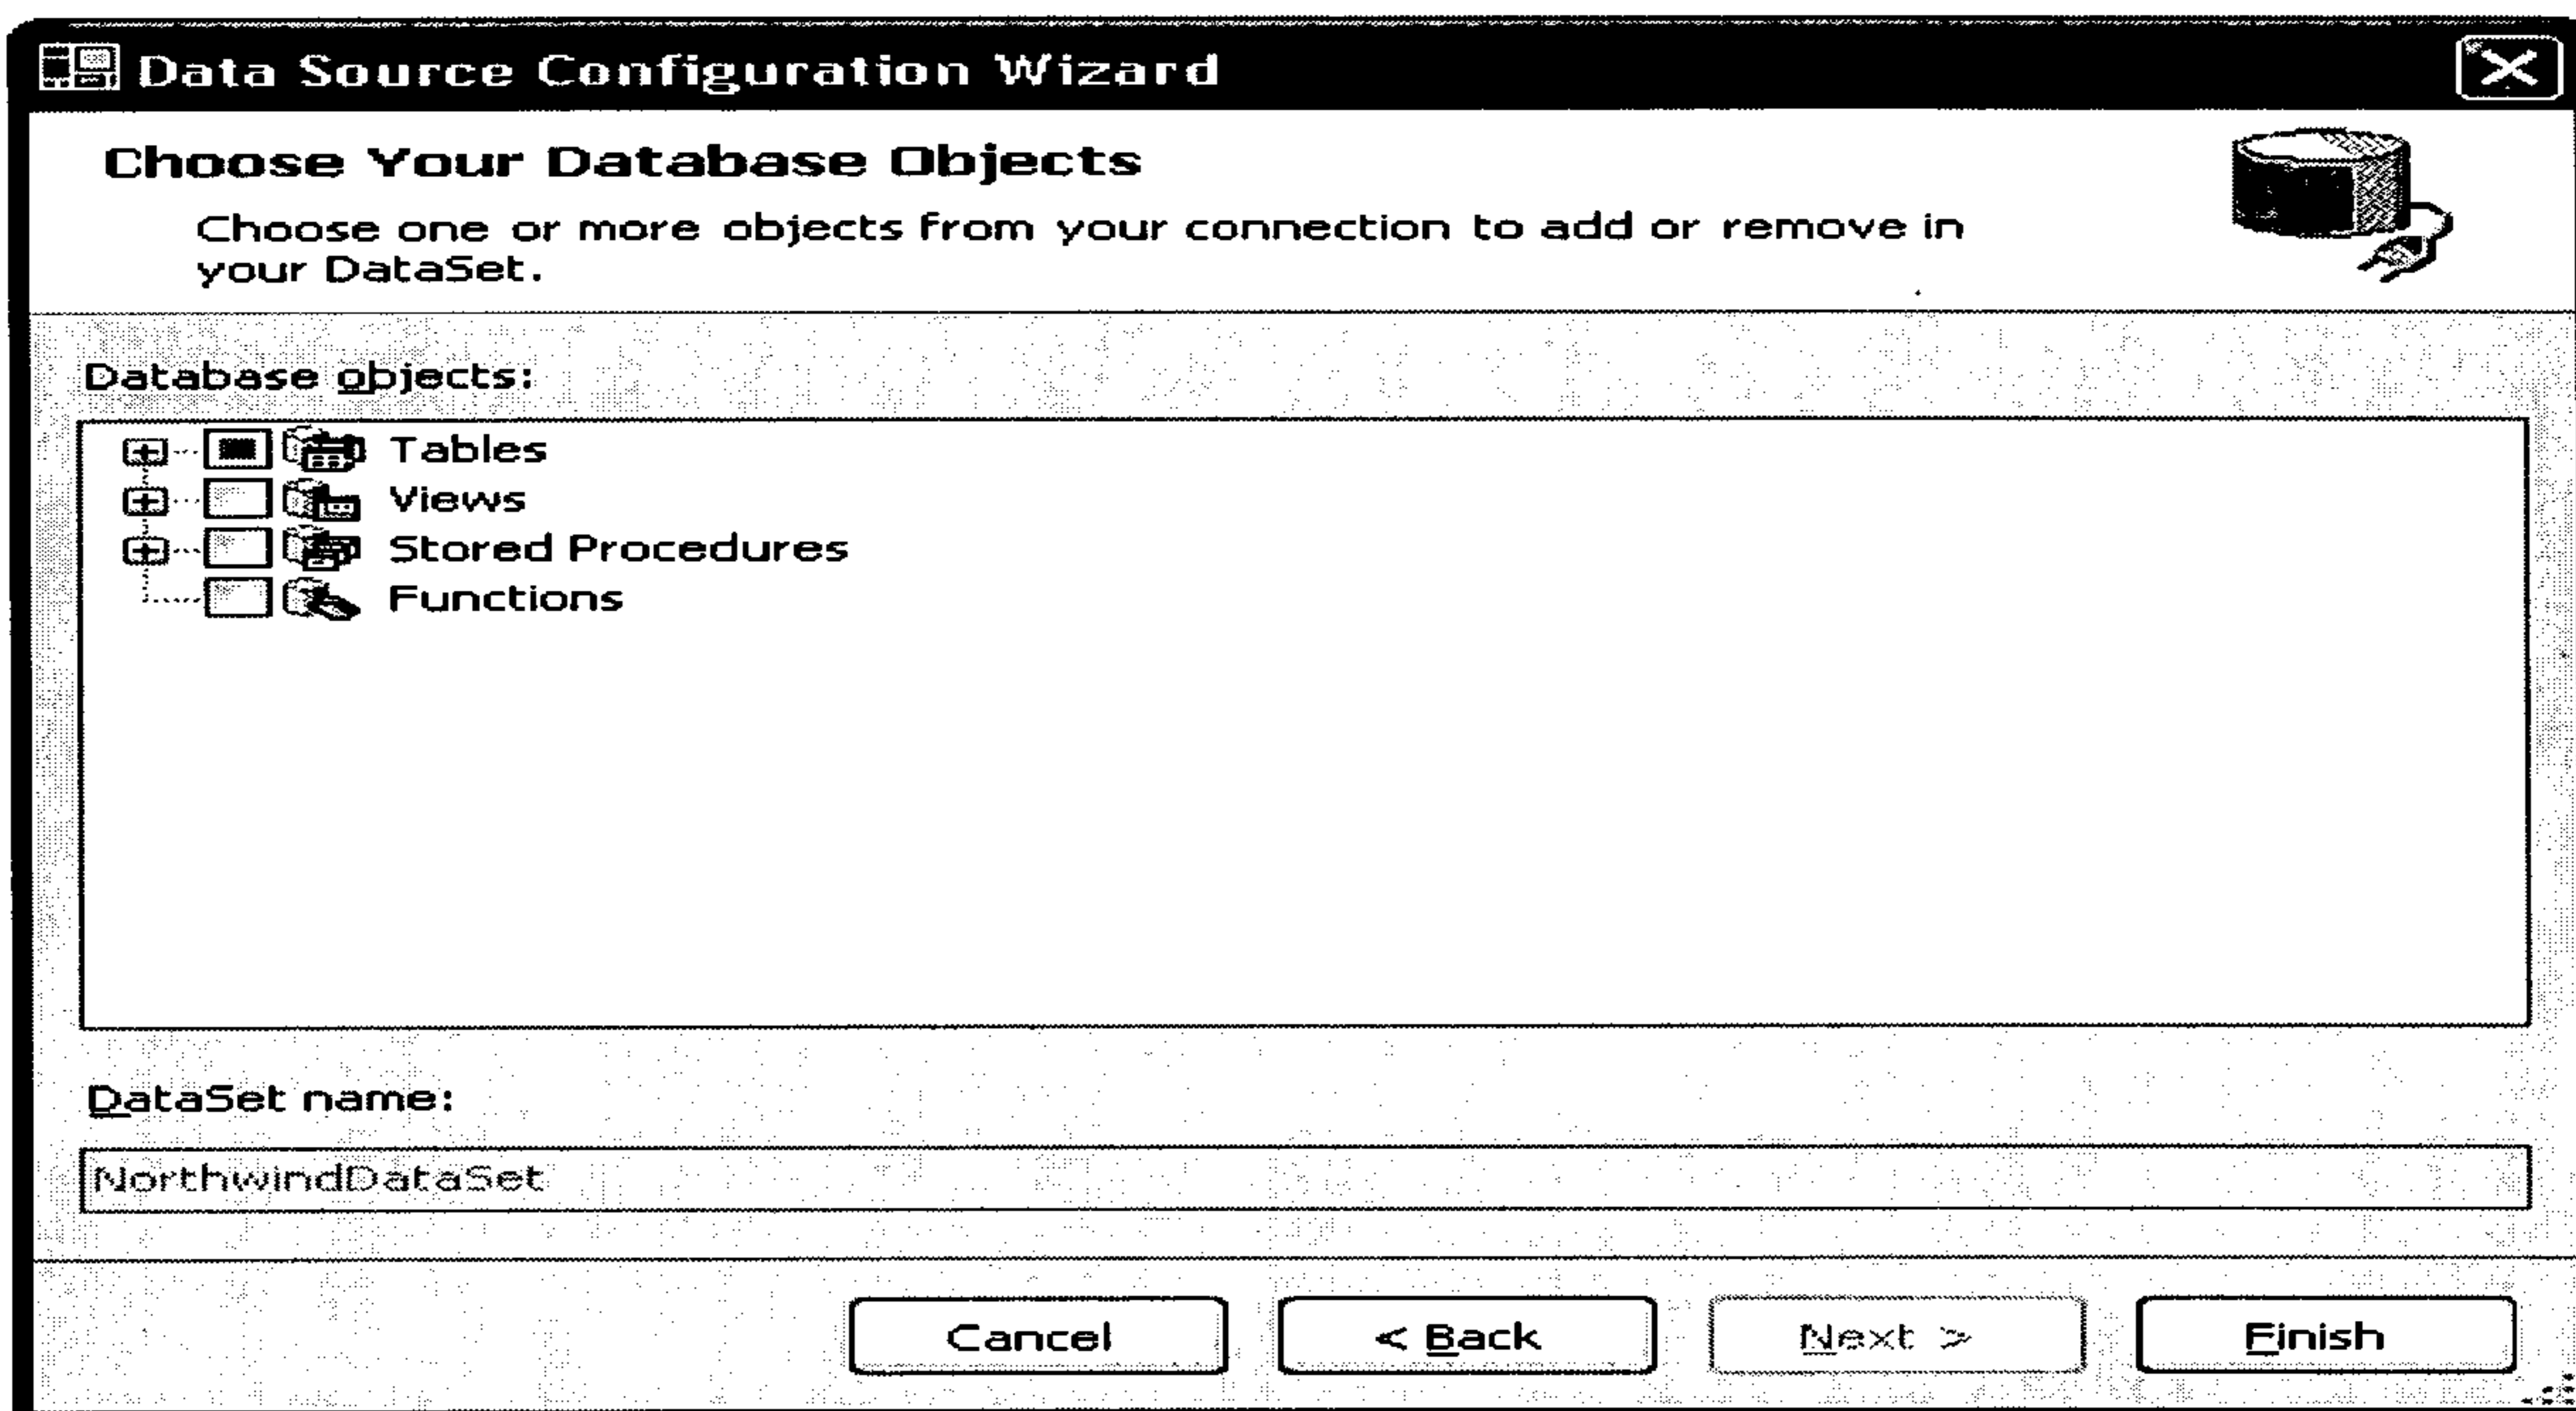 Data Source Configuration Wizard
Choose Your Database Objects
Choose one or more objects from your connection to add or remove in
your DataSet.
Database objects:
Tables
Views
Stored Procedures
Functions
DataSet name:
NorthwindDataSet
Cancel
< Back
Next >
Finish